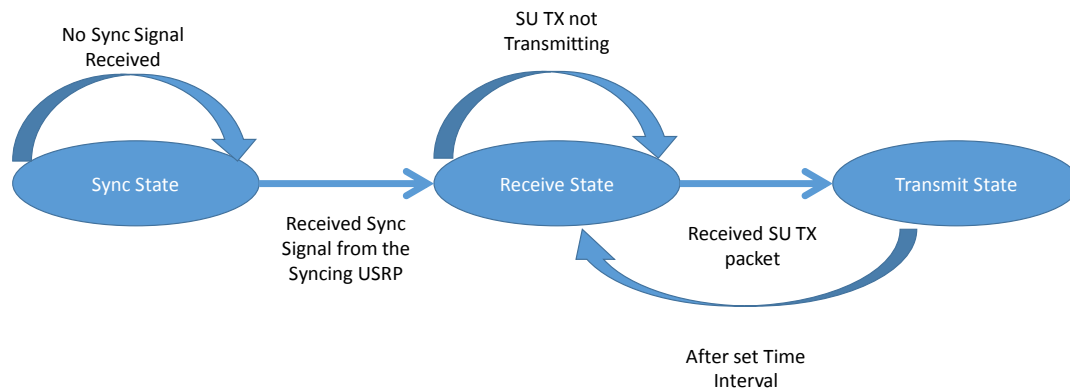 No Sync Signal
Received
SU TX not
Transmitting
Sync State
Receive State
Transmit State
Received Sync
Signal from the
Syncing USRP
Received SU TX
packet
After set Time
Interval